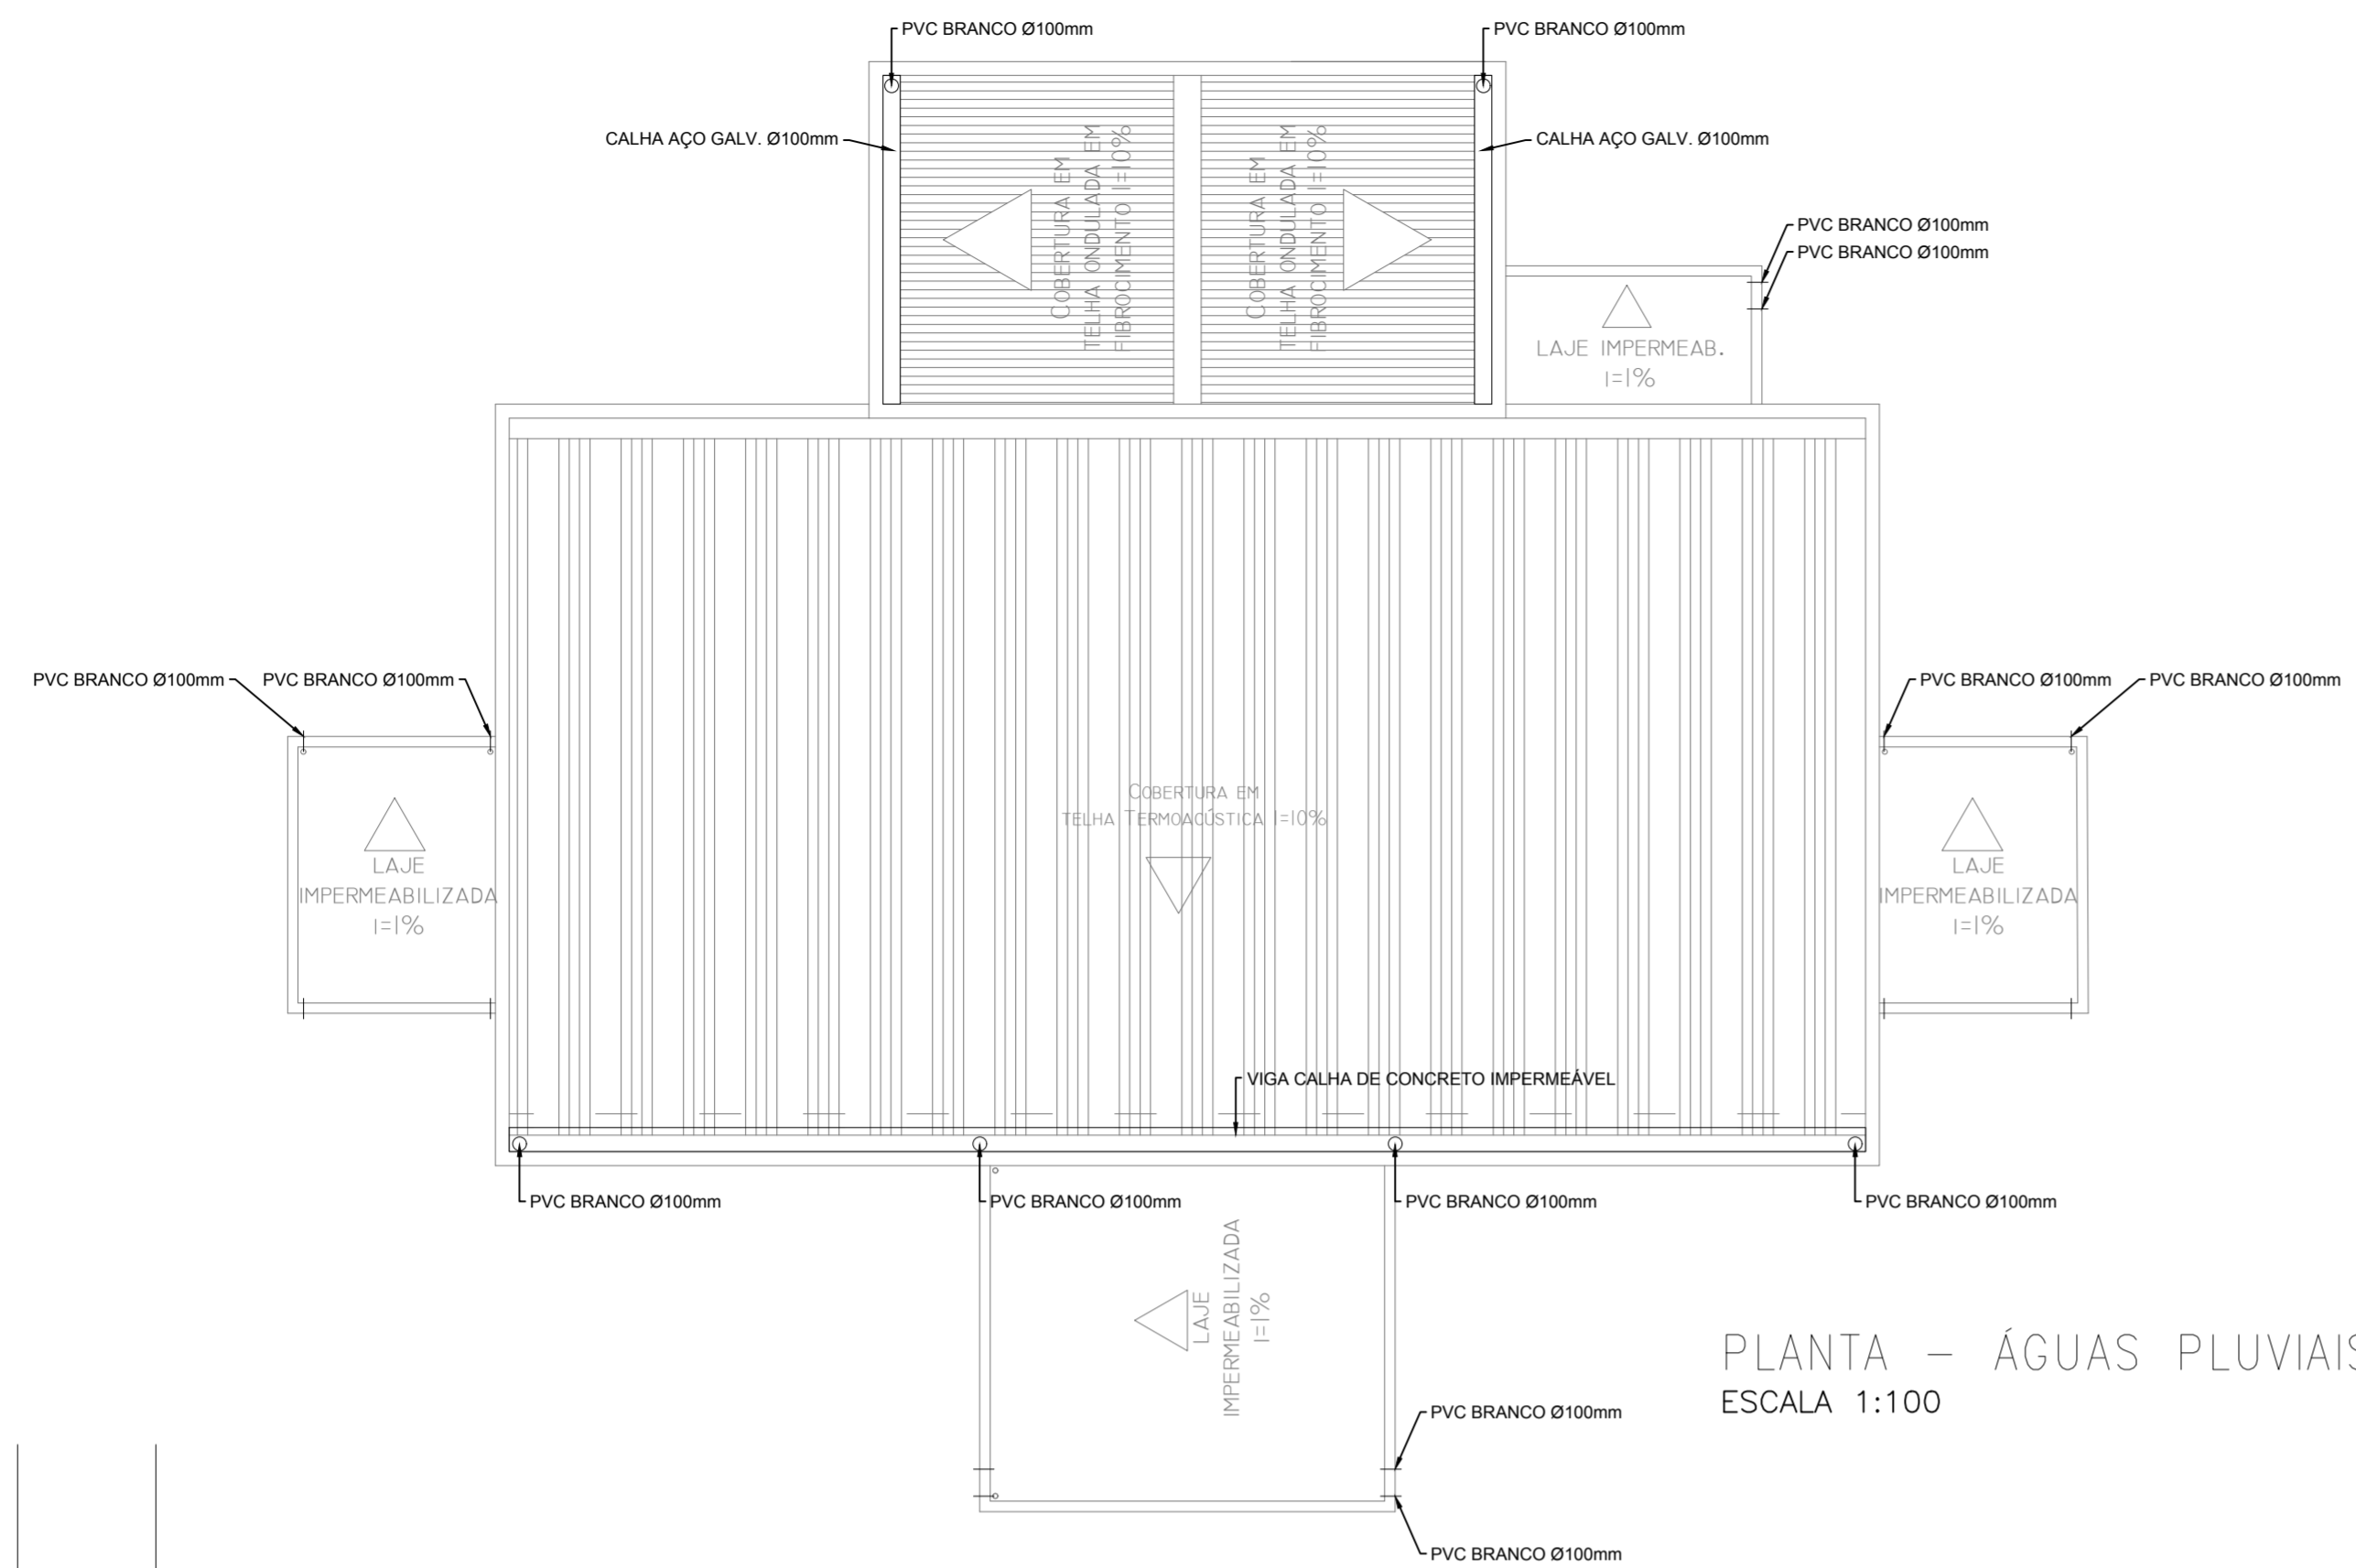 PVC BRANCO Ø100mm
PVC BRANCO Ø100mm
CALHA AÇO GALV. Ø100mm
CALHA AÇO GALV. Ø100mm
COBERTURA EM
TELHA ONDULADA EM
FIBROCIMENTO I=10%
COBERTURA EM
TELHA ONDULADA EM
FIBROCIMENTO I=10%
PVC BRANCO Ø100mm
PVC BRANCO Ø100mm
LAJE IMPERMEAB.
I=1%
PVC BRANCO Ø100mm
PVC BRANCO Ø100mm
PVC BRANCO Ø100mm
PVC BRANCO Ø100mm
LAJE
IMPERMEABILIZADA
I=1%
COBERTURA EM
TELHA TERMOACÚSTICA I=10%
LAJE
IMPERMEABILIZADA
I=1%
VIGA CALHA DE CONCRETO IMPERMEÁVEL
PVC BRANCO Ø100mm
PVC BRANCO Ø100mm
PVC BRANCO Ø100mm
PVC BRANCO Ø100mm
LAJE
IMPERMEABILIZADA
I=1%
PLANTA - ÁGUAS PLUVIAIS
ESCALA 1:100
PVC BRANCO Ø100mm
PVC BRANCO Ø100mm